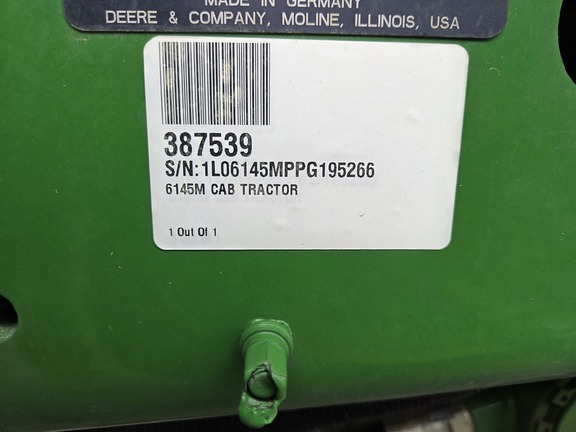 MADE IN GERMANY
DEERE & COMPANY, MOLINE, ILLINOIS, USA
387539
S/N:1L06145MPPG195266
6145M CAB TRACTOR
1 Out Of 1